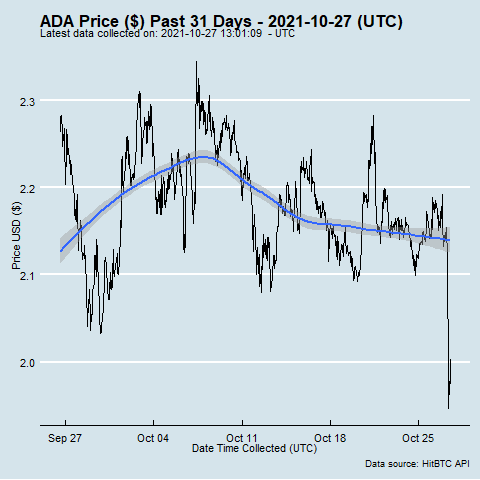 ADA Price ($) Past 31 Days - 2021-10-27 (UTC)
Latest data collected on: 2021-10-27 13:01:09  - UTC
2.3
2.2
2.1
2.0
Price USD ($)
Sep 27
Oct 04
Oct 11
Oct 18
Oct 25
Date Time Collected (UTC)
Data source: HitBTC API